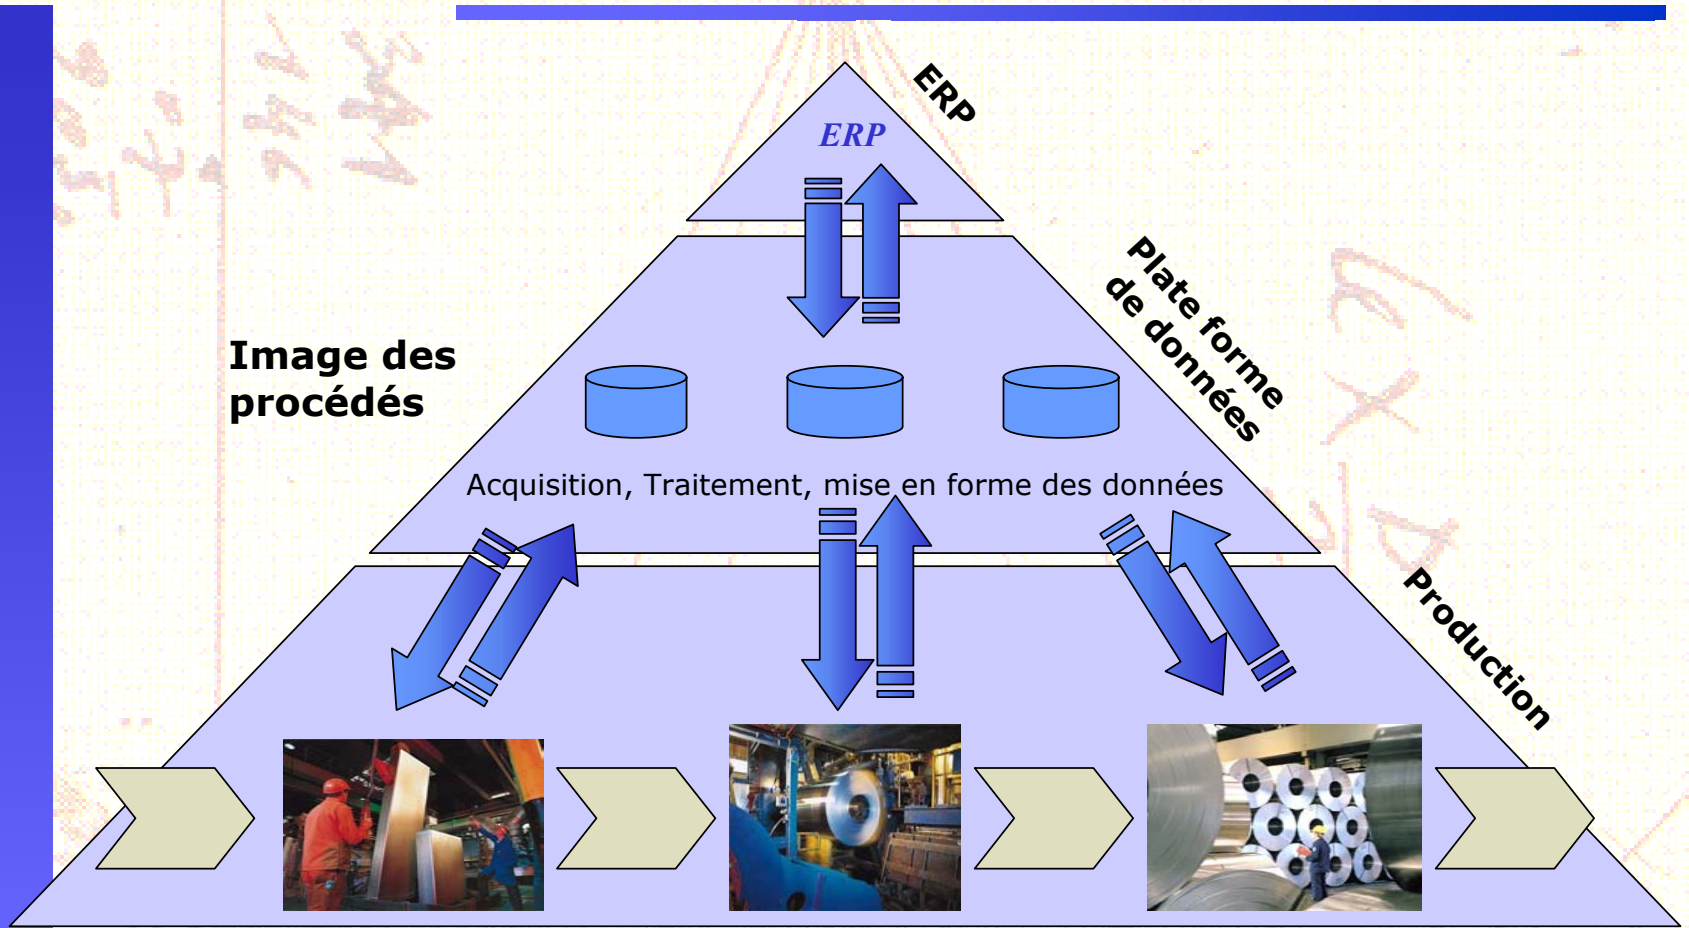 ERP
ERP
Plate forme
de données
Image des
procédés
Acquisition, Traitement, mise en forme des données
Production